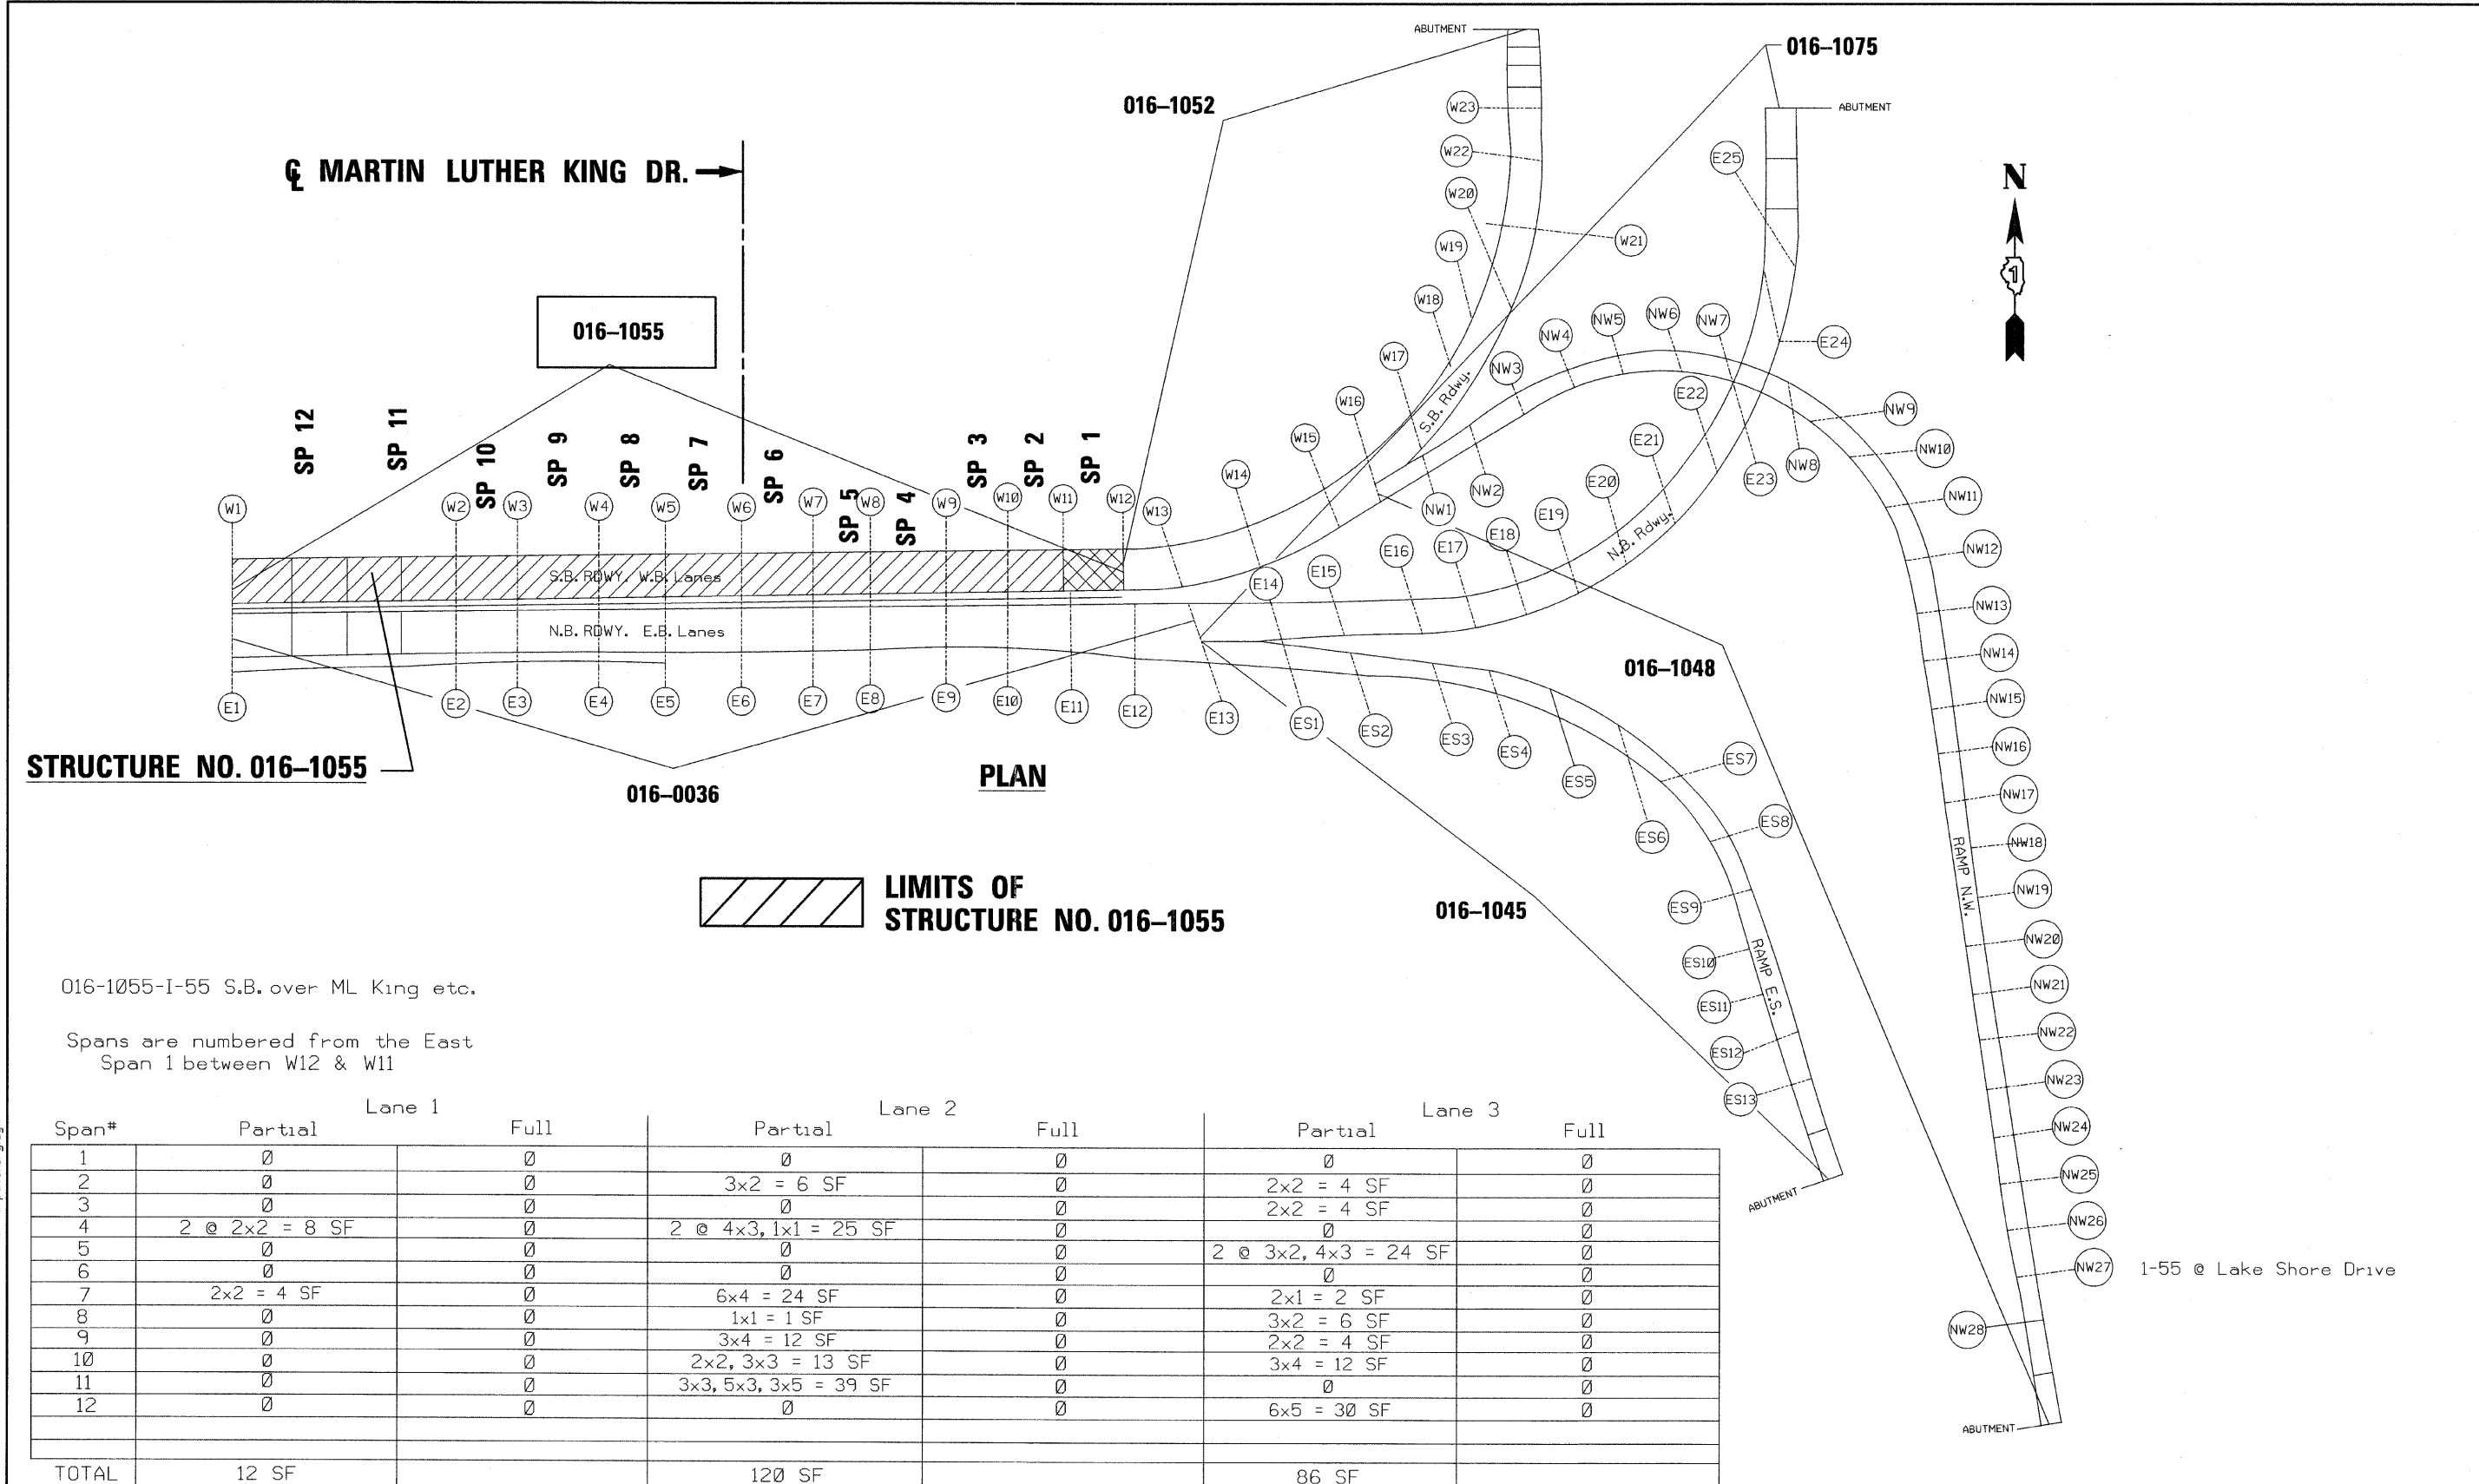 ABUTMENT
016-1075
016-1052
ABUTMENT
W23
W22
E25
W20
W21
W19
N
1
℄ MARTIN LUTHER KING DR.
016-1055
W18
W17
W16
W15
W14
W13
S.B. Rdwy.
NW1
NW2
NW3
NW4
NW5
NW6
NW7
NW8
NW9
NW10
NW11
NW12
NW13
NW14
NW15
NW16
NW17
NW18
NW19
NW20
NW21
NW22
NW23
NW24
NW25
NW26
NW27
NW28
E24
E23
E22
E21
E20
E19
E18
E17
E16
E15
E14
N.B. Rdwy.
SP 12
SP 11
SP 10
SP 9
SP 8
SP 7
SP 6
SP 5
SP 4
SP 3
SP 2
SP 1
W1
W2
W3
W4
W5
W6
W7
W8
W9
W10
W11
W12
S.B. RDWY. W.B. Lanes
N.B. RDWY. E.B. Lanes
E1
E2
E3
E4
E5
E6
E7
E8
E9
E10
E11
E12
E13
ES1
ES2
ES3
ES4
ES5
ES6
ES7
ES8
ES9
ES10
ES11
ES12
ES13
016-1048
RAMP N.W.
RAMP E.S.
STRUCTURE NO. 016-1055
016-0036
PLAN
LIMITS OF
STRUCTURE NO. 016-1055
016-1045
ABUTMENT
ABUTMENT
1-55 @ Lake Shore Drive
016-1055-I-55 S.B. over ML King etc.
Spans are numbered from the East
Span 1 between W12 & W11
Lane 1 Lane 2 Lane 3
Span# Partial Full Partial Full Partial Full
1 Ø Ø Ø Ø Ø Ø
2 Ø Ø 3x2 = 6 SF Ø 2x2 = 4 SF Ø
3 Ø Ø Ø Ø 2x2 = 4 SF Ø
4 2 @ 2x2 = 8 SF Ø 2 @ 4x3, 1x1 = 25 SF Ø Ø Ø
5 Ø Ø Ø Ø 2 @ 3x2, 4x3 = 24 SF Ø
6 Ø Ø Ø Ø Ø Ø
7 2x2 = 4 SF Ø 6x4 = 24 SF Ø 2x1 = 2 SF Ø
8 Ø Ø 1x1 = 1 SF Ø 3x2 = 6 SF Ø
9 Ø Ø 3x4 = 12 SF Ø 2x2 = 4 SF Ø
10 Ø Ø 2x2, 3x3 = 13 SF Ø 3x4 = 12 SF Ø
11 Ø Ø 3x3, 5x3, 3x5 = 39 SF Ø Ø Ø
12 Ø Ø Ø Ø 6x5 = 30 SF Ø
TOTAL 12 SF 120 SF 86 SF